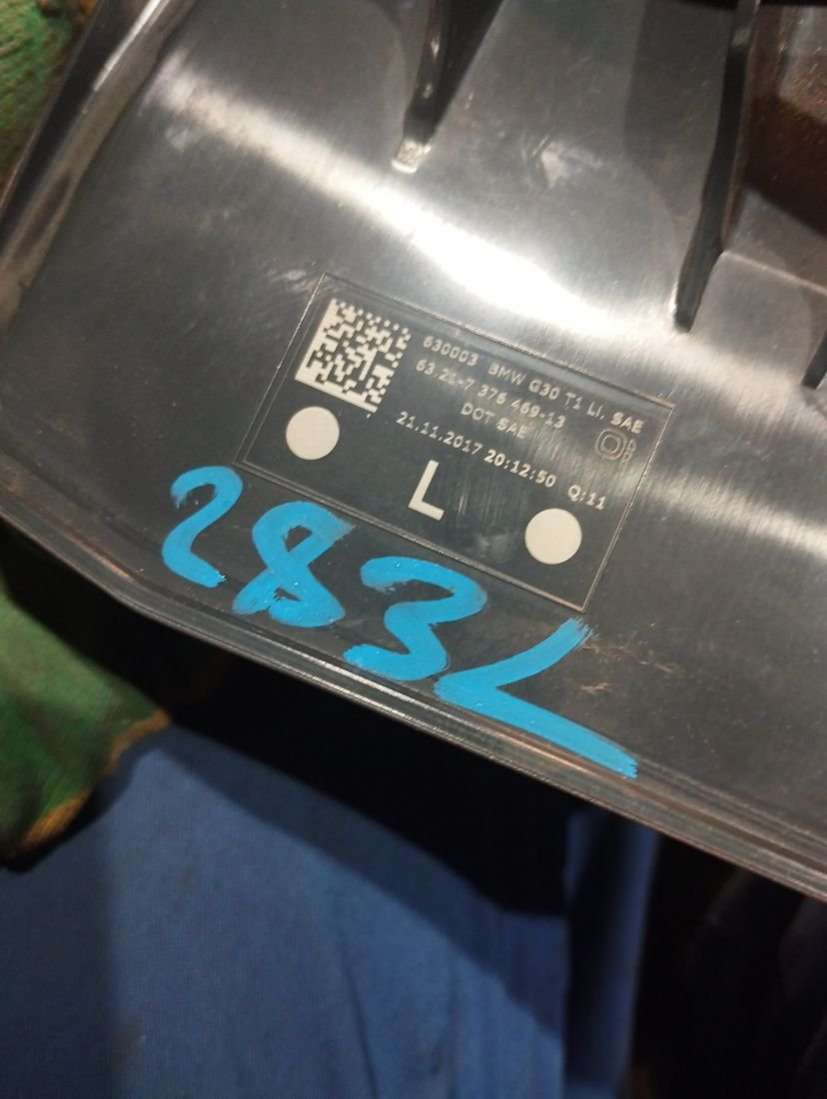 630003 BMW G30 T1 LI, SAE
63.21-7 376 469-13
DOT SAE
21.11.2017 20:12:50 Q:11
L
283L